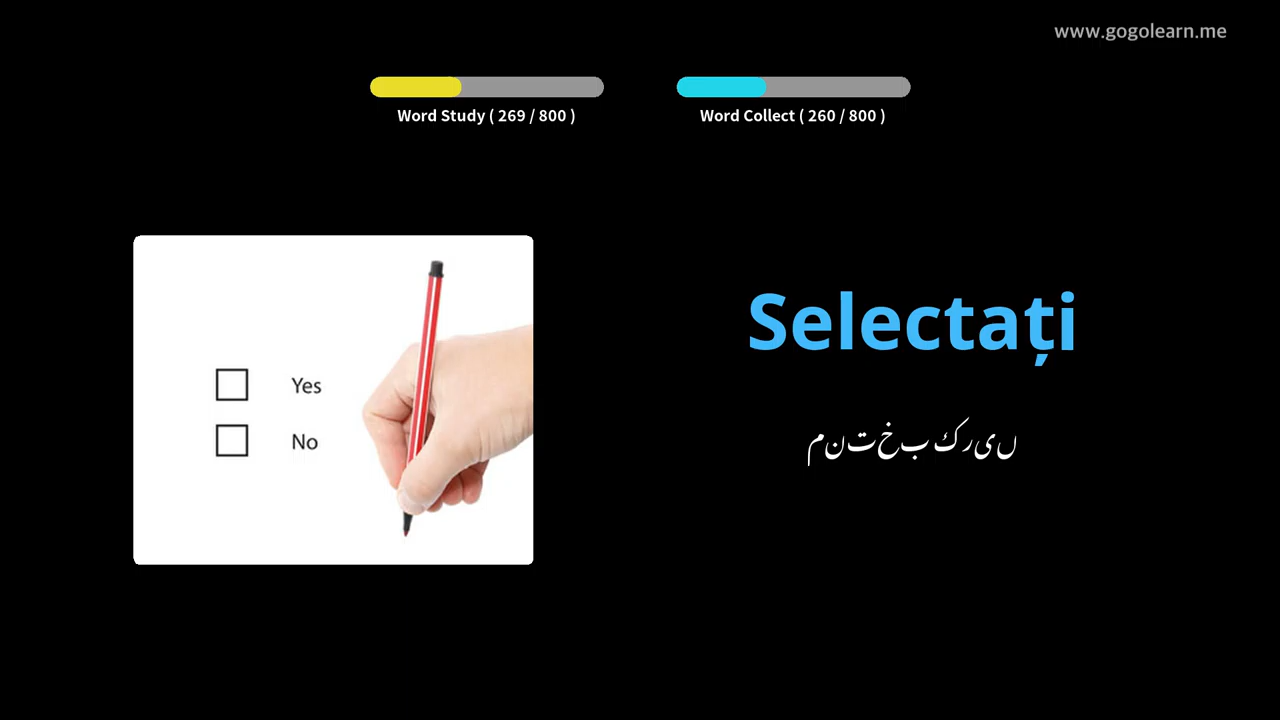 www.gogolearn.me
Word Study ( 269 / 800 )
Word Collect ( 260 / 800 )
Yes
No
Selectați
منتخب کریں